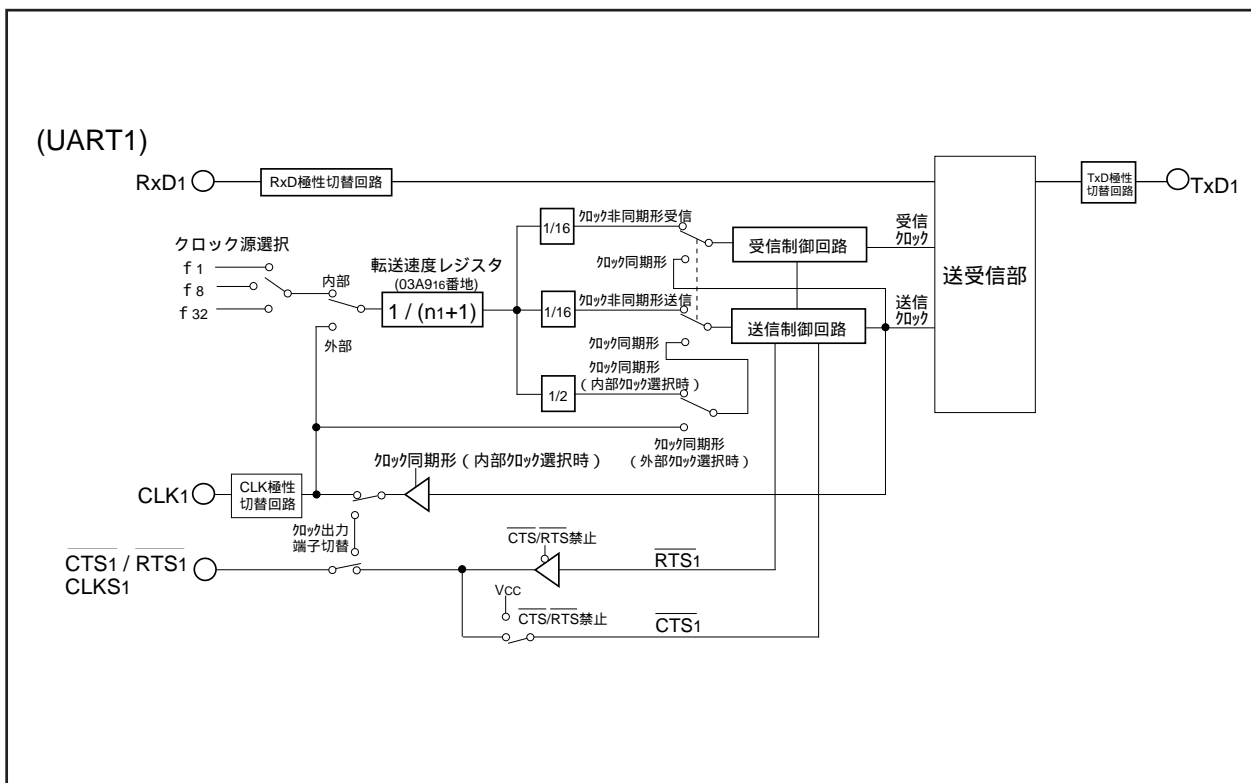 (UART1)
RxD1
RxD極性切替回路
TxD極性
切替回路
TxD1
クロック源選択
f1
f8
f32
内部
外部
転送速度レジスタ
(03A916番地)
1 / (n1+1)
1/16
クロック非同期形受信
クロック同期形
受信制御回路
受信
クロック
1/16
クロック非同期形送信
クロック同期形
送信制御回路
送信
クロック
送受信部
1/2
クロック同期形
(内部クロック選択時)
クロック同期形
(外部クロック選択時)
クロック同期形(内部クロック選択時)
CLK1
CLK極性
切替回路
クロック出力
端子切替
CTS1 / RTS1
CLKS1
CTS/RTS禁止
RTS1
VCC
CTS/RTS禁止
CTS1